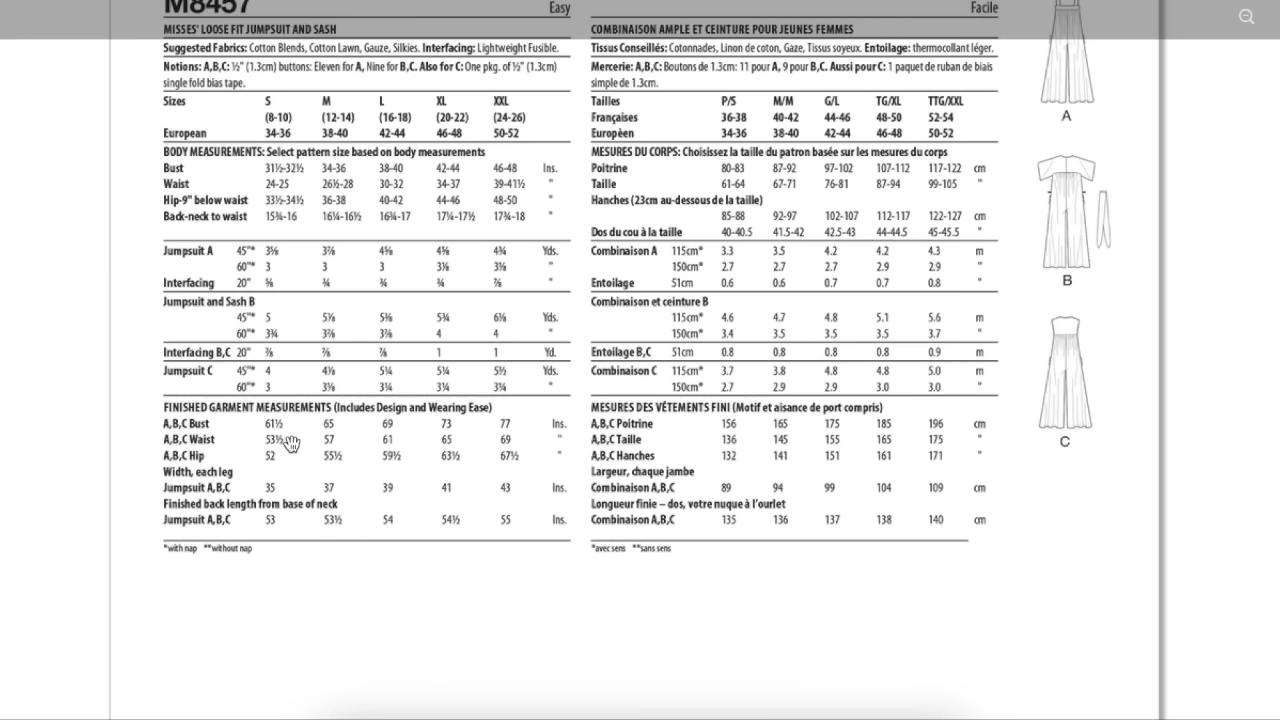 M8457 Easy
MISSES' LOOSE FIT JUMPSUIT AND SASH
Suggested Fabrics: Cotton Blends, Cotton Lawn, Gauze, Silkies. Interfacing: Lightweight Fusible.
Notions: A,B,C: ½" (1.3cm) buttons: Eleven for A, Nine for B,C. Also for C: One pkg. of ½" (1.3cm)
single fold bias tape.
Sizes S M L XL XXL
(8-10) (12-14) (16-18) (20-22) (24-26)
European 34-36 38-40 42-44 46-48 50-52
BODY MEASUREMENTS: Select pattern size based on body measurements
Bust 31½-32½ 34-36 38-40 42-44 46-48 Ins.
Waist 24-25 26½-28 30-32 34-37 39-41½ "
Hip-9" below waist 33½-34½ 36-38 40-42 44-46 48-50 "
Back-neck to waist 15¾-16 16¼-16½ 16¾-17 17¼-17½ 17¾-18 "
Jumpsuit A 45"* 3⅝ 3⅞ 4⅝ 4⅝ 4¾ Yds.
60"* 3 3 3 3⅛ 3⅛ "
Interfacing 20" ⅝ ¾ ¾ ¾ ⅞ "
Jumpsuit and Sash B
45"* 5 5⅛ 5⅜ 5¾ 6⅛ Yds.
60"* 3¾ 3⅞ 3⅞ 4 4 "
Interfacing B,C 20" ⅞ ⅞ ⅞ 1 1 Yd.
Jumpsuit C 45"* 4 4⅛ 5¼ 5¼ 5½ Yds.
60"* 3 3⅛ 3¼ 3¼ 3¼ "
FINISHED GARMENT MEASUREMENTS (Includes Design and Wearing Ease)
A,B,C Bust 61½ 65 69 73 77 Ins.
A,B,C Waist 53½ 57 61 65 69 "
A,B,C Hip 52 55½ 59½ 63½ 67½ "
Width, each leg
Jumpsuit A,B,C 35 37 39 41 43 Ins.
Finished back length from base of neck
Jumpsuit A,B,C 53 53½ 54 54½ 55 Ins.
*with nap **without nap
Facile
COMBINAISON AMPLE ET CEINTURE POUR JEUNES FEMMES
Tissus Conseillés: Cotonnades, Linon de coton, Gaze, Tissus soyeux. Entoilage: thermocollant léger.
Mercerie: A,B,C: Boutons de 1.3cm: 11 pour A, 9 pour B,C. Aussi pour C: 1 paquet de ruban de biais
simple de 1.3cm.
Tailles P/S M/M G/L TG/XL TTG/XXL
Françaises 36-38 40-42 44-46 48-50 52-54
Europèen 34-36 38-40 42-44 46-48 50-52
MESURES DU CORPS: Choisissez la taille du patron basée sur les mesures du corps
Poitrine 80-83 87-92 97-102 107-112 117-122 cm
Taille 61-64 67-71 76-81 87-94 99-105 "
Hanches (23cm au-dessous de la taille)
85-88 92-97 102-107 112-117 122-127 cm
Dos du cou à la taille 40-40.5 41.5-42 42.5-43 44-44.5 45-45.5 "
Combinaison A 115cm* 3.3 3.5 4.2 4.2 4.3 m
150cm* 2.7 2.7 2.7 2.9 2.9 "
Entoilage 51cm 0.6 0.6 0.7 0.7 0.8 "
Combinaison et ceinture B
115cm* 4.6 4.7 4.8 5.1 5.6 m
150cm* 3.4 3.5 3.5 3.5 3.7 "
Entoilage B,C 51cm 0.8 0.8 0.8 0.8 0.9 m
Combinaison C 115cm* 3.7 3.8 4.8 4.8 5.0 m
150cm* 2.7 2.9 2.9 3.0 3.0 "
MESURES DES VÊTEMENTS FINI (Motif et aisance de port compris)
A,B,C Poitrine 156 165 175 185 196 cm
A,B,C Taille 136 145 155 165 175 "
A,B,C Hanches 132 141 151 161 171 "
Largeur, chaque jambe
Combinaison A,B,C 89 94 99 104 109 cm
Longueur finie – dos, votre nuque à l'ourlet
Combinaison A,B,C 135 136 137 138 140 cm
*avec sens **sans sens
A
B
C